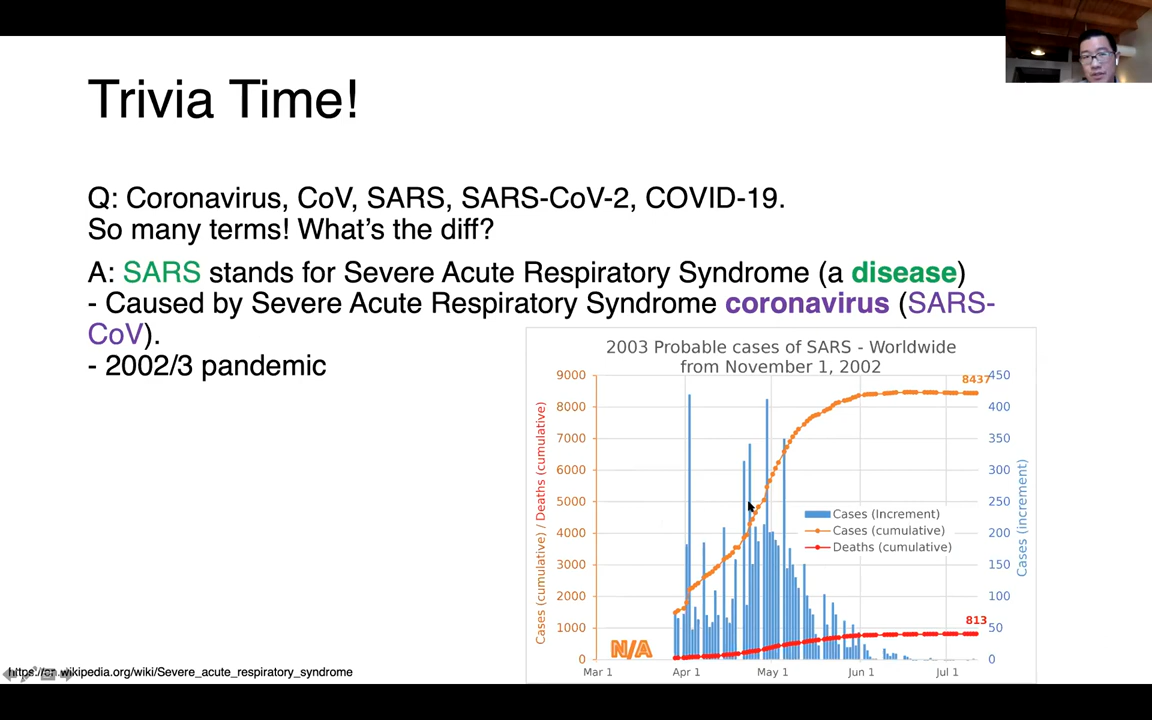 Trivia Time!
Q: Coronavirus, CoV, SARS, SARS-CoV-2, COVID-19.
So many terms! What's the diff?
A: SARS stands for Severe Acute Respiratory Syndrome (a disease)
- Caused by Severe Acute Respiratory Syndrome coronavirus (SARS-
CoV).
- 2002/3 pandemic
2003 Probable cases of SARS - Worldwide
from November 1, 2002
Cases (cumulative) / Deaths (cumulative)
9000
8000
7000
6000
5000
4000
3000
2000
1000
0
8437
813
N/A
Cases (Increment)
Cases (cumulative)
Deaths (cumulative)
450
400
350
300
250
200
150
100
50
0
Cases (increment)
Mar 1
Apr 1
May 1
Jun 1
Jul 1
https://en.wikipedia.org/wiki/Severe_acute_respiratory_syndrome